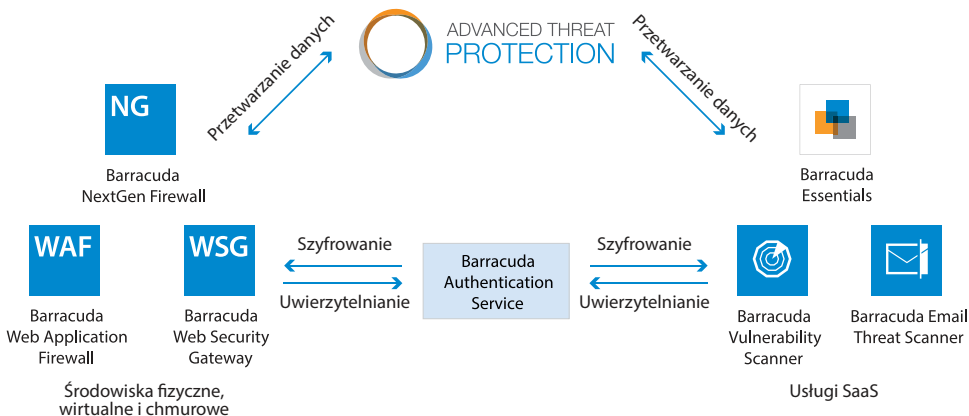 ADVANCED THREAT
PROTECTION
Przetwarzanie danych
Przetwarzanie danych
NG
Barracuda
NextGen Firewall
Barracuda
Essentials
WAF
Barracuda
Web Application
Firewall
WSG
Barracuda
Web Security
Gateway
Szyfrowanie
Uwierzytelnianie
Barracuda
Authentication
Service
Szyfrowanie
Uwierzytelnianie
Barracuda
Vulnerability
Scanner
Barracuda Email
Threat Scanner
Środowiska fizyczne,
wirtualne i chmurowe
Usługi SaaS